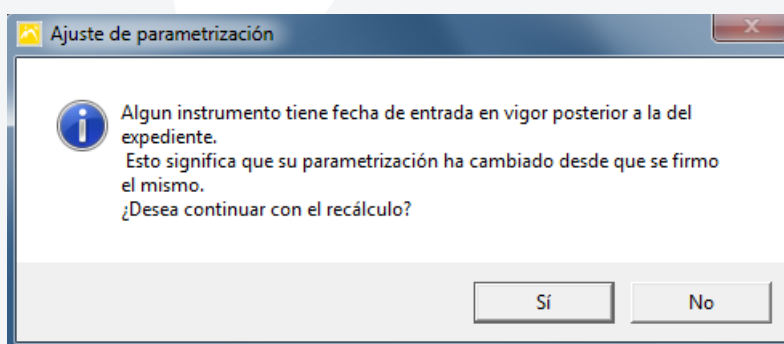 Ajuste de parametrización
x
Algun instrumento tiene fecha de entrada en vigor posterior a la del
expediente.
Esto significa que su parametrización ha cambiado desde que se firmo
el mismo.
¿Desea continuar con el recálculo?
Sí
No